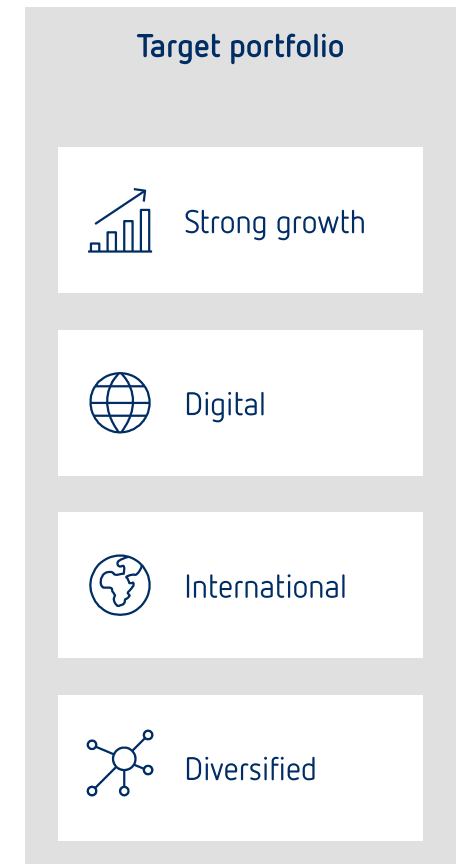 Target portfolio
Strong growth
Digital
International
Diversified